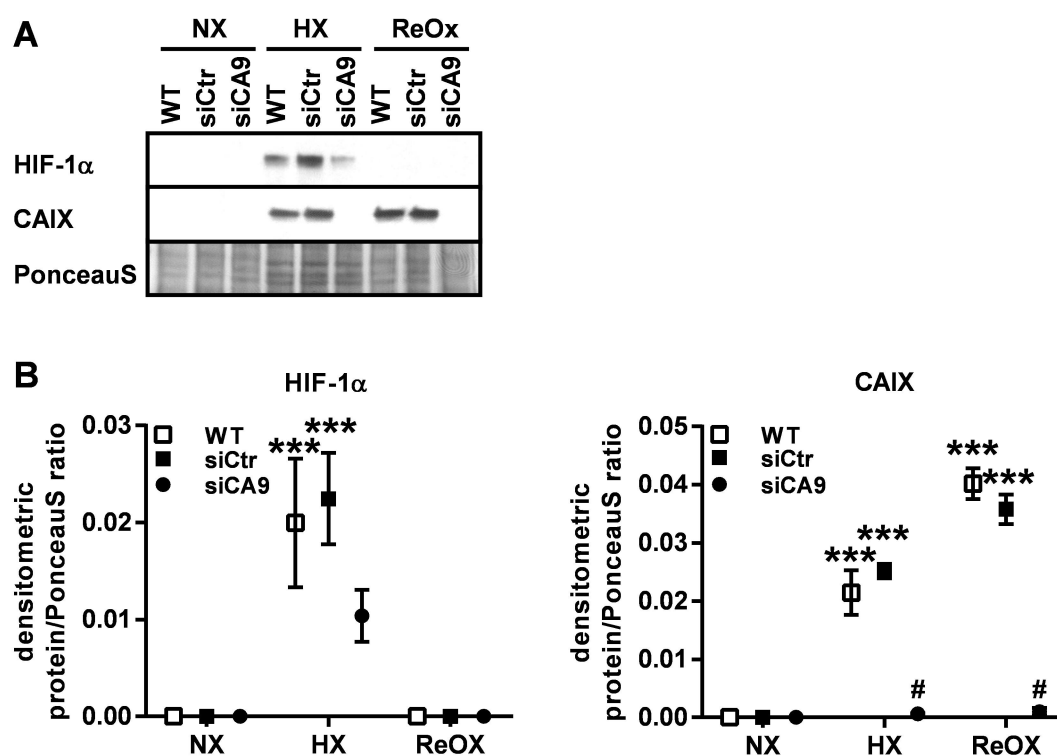 A
NX HX ReOx
WT siCtr siCA9 WT siCtr siCA9 WT siCtr siCA9
HIF-1α
CAIX
PonceauS
B
HIF-1α
densitometric
protein/PonceauS ratio
0.03
0.02
0.01
0.00
WT
siCtr
siCA9
***
***
NX HX ReOX
CAIX
densitometric
protein/PonceauS ratio
0.05
0.04
0.03
0.02
0.01
0.00
WT
siCtr
siCA9
***
***
***
***
# #
NX HX ReOX